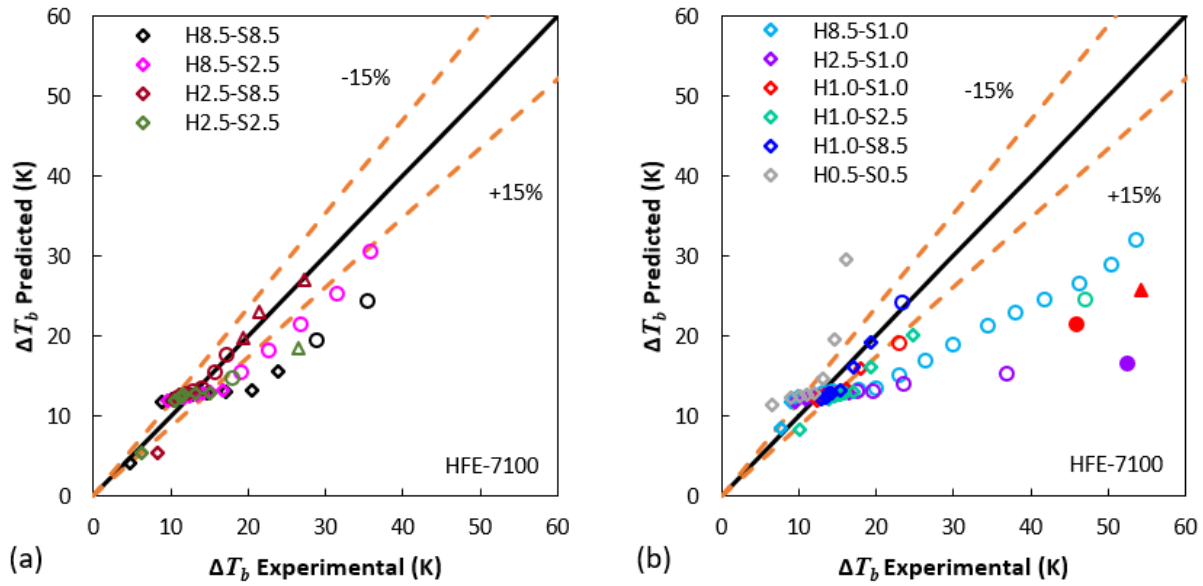 60
50
40
30
20
10
0
ΔT_b Predicted (K)
H8.5-S8.5
H8.5-S2.5
H2.5-S8.5
H2.5-S2.5
-15%
+15%
HFE-7100
0 10 20 30 40 50 60
(a) ΔT_b Experimental (K)
60
50
40
30
20
10
0
ΔT_b Predicted (K)
H8.5-S1.0
H2.5-S1.0
H1.0-S1.0
H1.0-S2.5
H1.0-S8.5
H0.5-S0.5
-15%
+15%
HFE-7100
0 10 20 30 40 50 60
(b) ΔT_b Experimental (K)